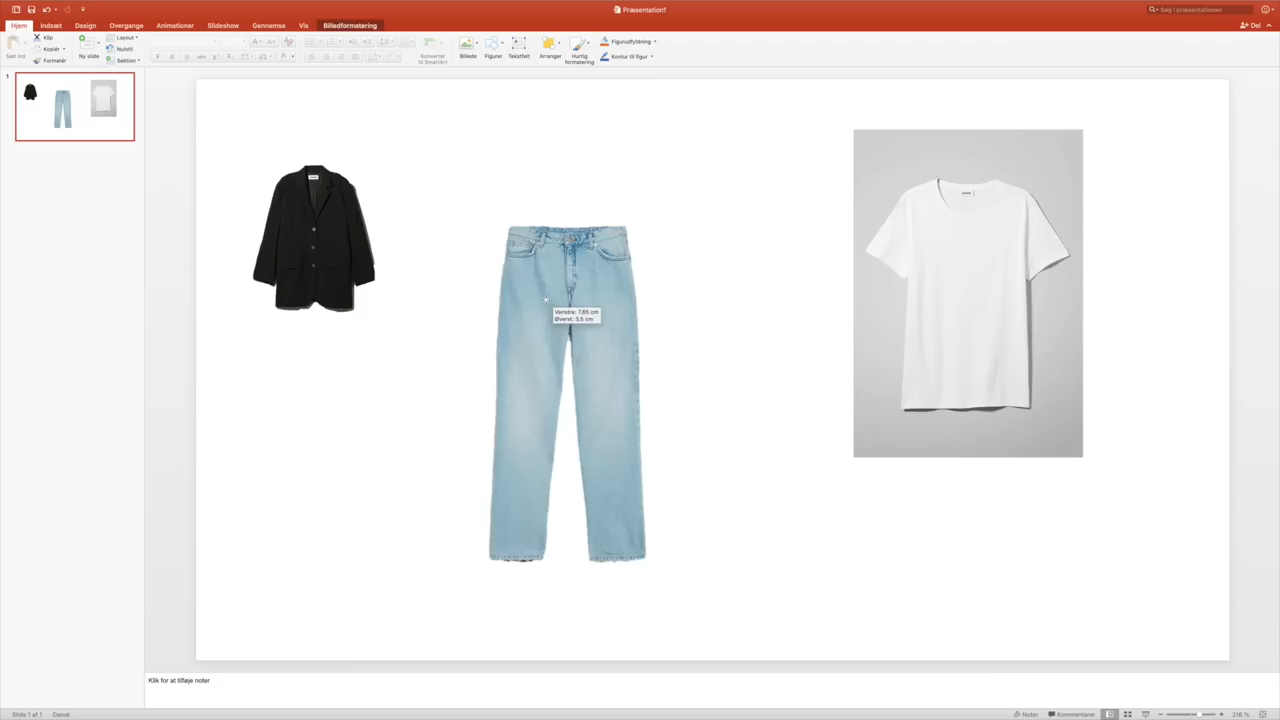 Præsentation1
Søg i præsentationen
Hjem
Indsæt
Design
Overgange
Animationer
Slideshow
Gennemse
Vis
Billedformatering
Del
Sæt ind
Klip
Kopiér
Formatér
Ny slide
Layout
Nulstil
Sektion
Konverter
til SmartArt
Billede
Figurer
Tekstfelt
Arranger
Hurtig
formatering
Figurudfyldning
Kontur til figur
1
Venstre: 7,65 cm
Øverst: 3,5 cm
Klik for at tilføje noter
Slide 1 af 1
Dansk
Noter
Kommentarer
216 %